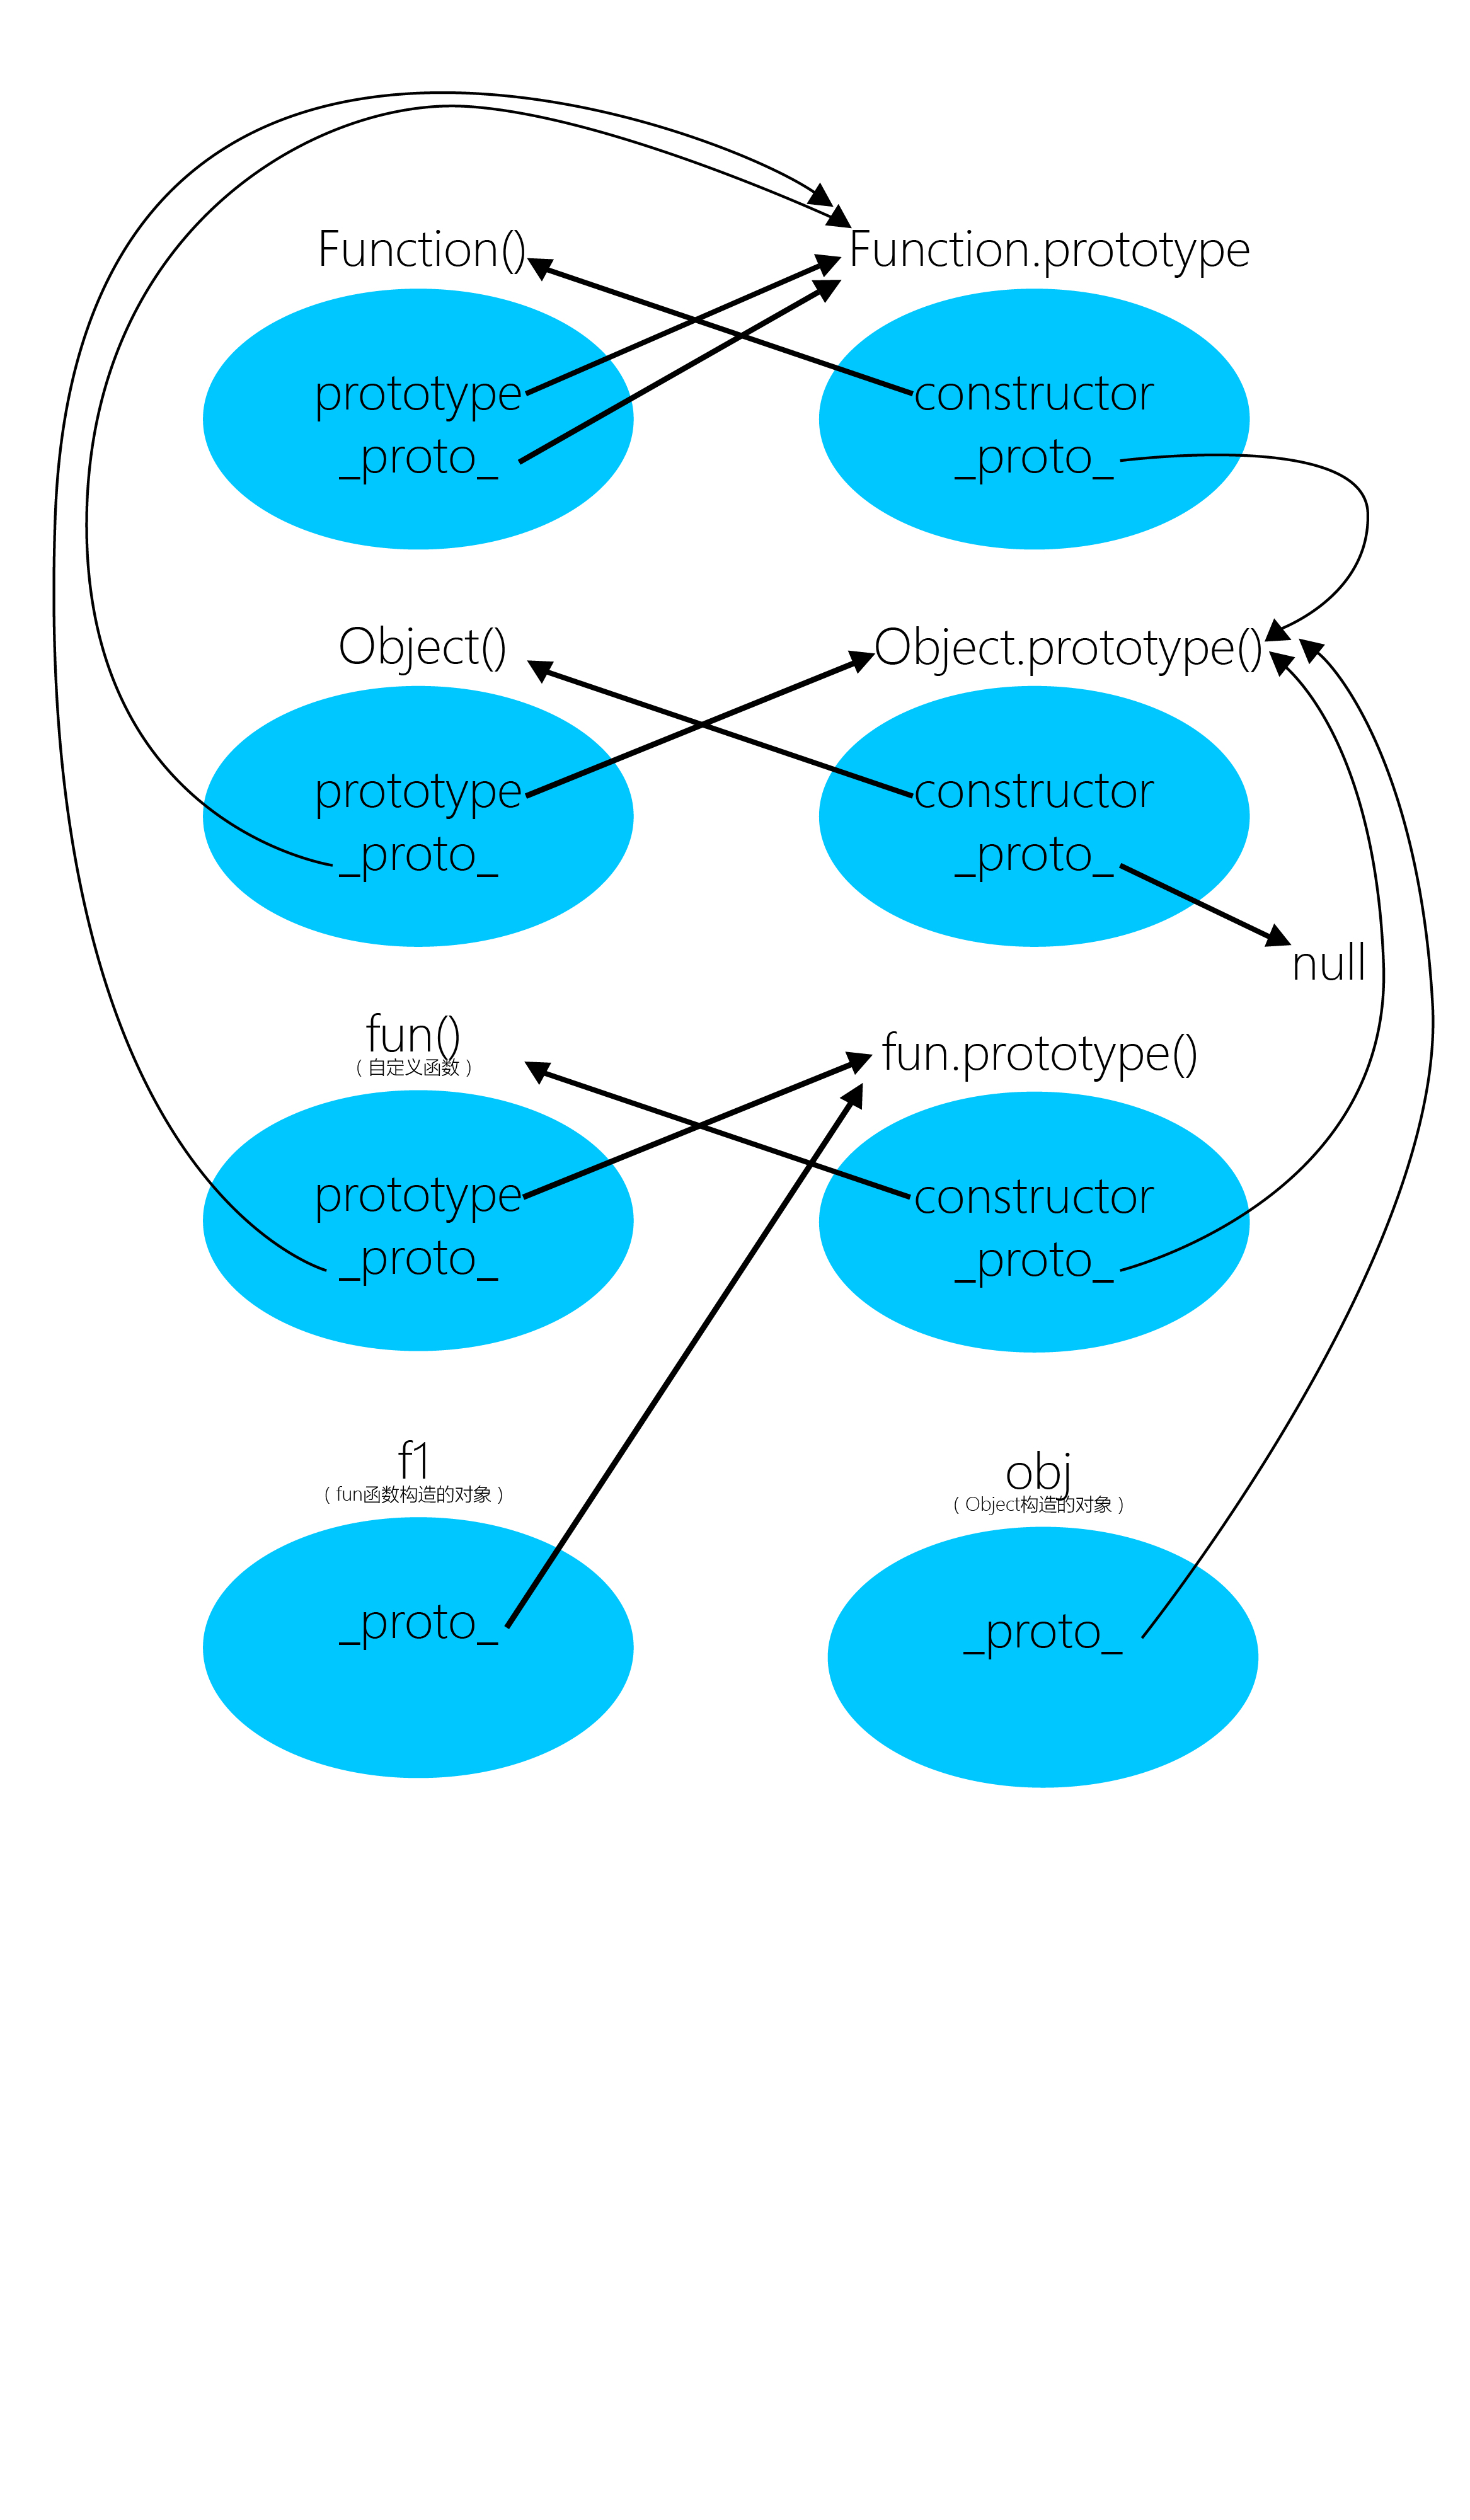 Function()
Function.prototype
prototype
_proto_
constructor
_proto_
Object()
Object.prototype()
prototype
_proto_
constructor
_proto_
null
fun()
（自定义函数）
fun.prototype()
prototype
_proto_
constructor
_proto_
f1
（fun函数构造的对象）
obj
（Object构造的对象）
_proto_
_proto_